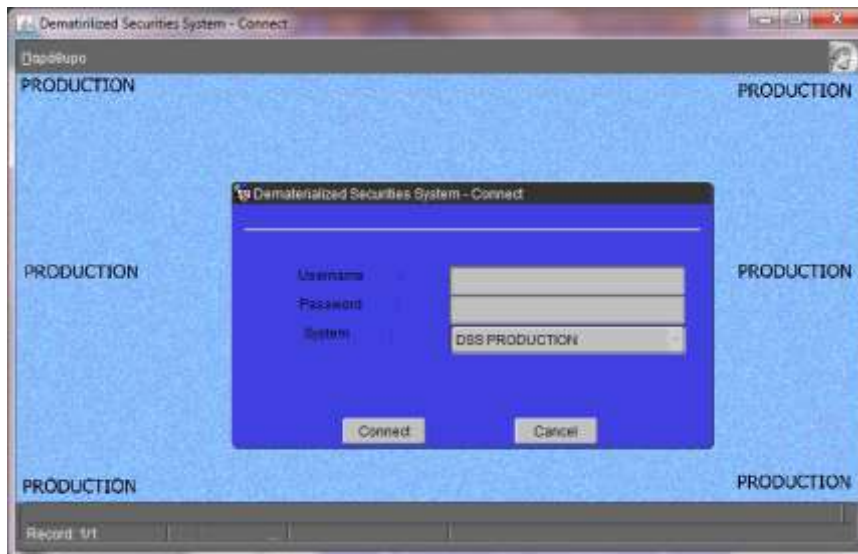 Dematirilized Securities System - Connect
Παράθυρο
PRODUCTION
PRODUCTION
Dematerialized Securities System - Connect
PRODUCTION
PRODUCTION
Username :
Password :
System :
DSS PRODUCTION
Connect
Cancel
PRODUCTION
PRODUCTION
Record: 1/1